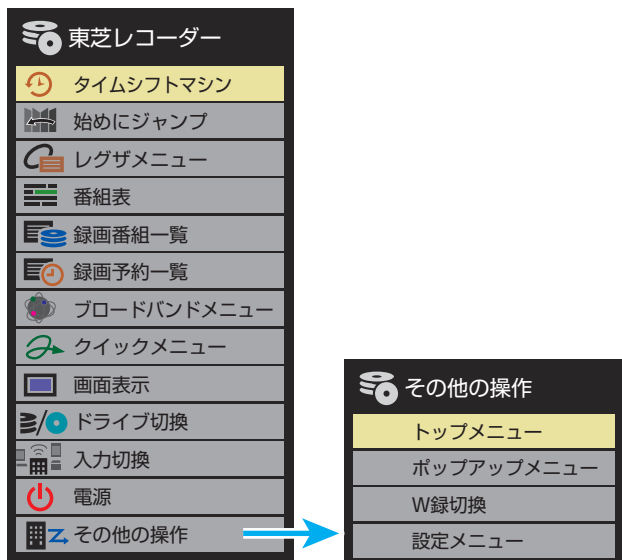 東芝レコーダー
タイムシフトマシン
始めにジャンプ
レグザメニュー
番組表
録画番組一覧
録画予約一覧
ブロードバンドメニュー
クイックメニュー
画面表示
ドライブ切換
入力切換
電源
その他の操作
その他の操作
トップメニュー
ポップアップメニュー
W録切換
設定メニュー